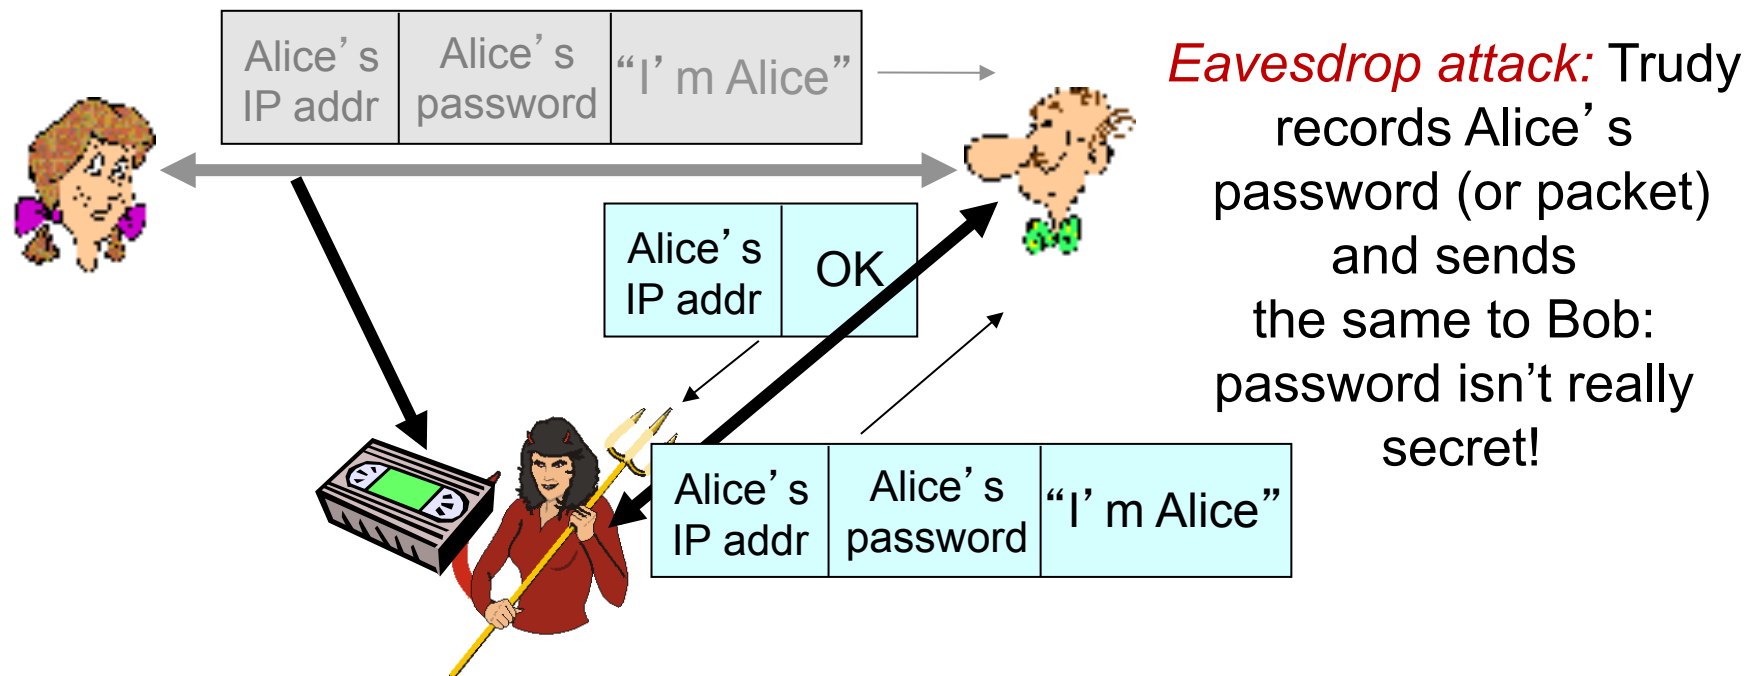 Alice’s
IP addr
Alice’s
password
“I’m Alice”
Eavesdrop attack: Trudy
records Alice’s
password (or packet)
and sends
the same to Bob:
password isn’t really
secret!
Alice’s
IP addr
OK
Alice’s
IP addr
Alice’s
password
“I’m Alice”